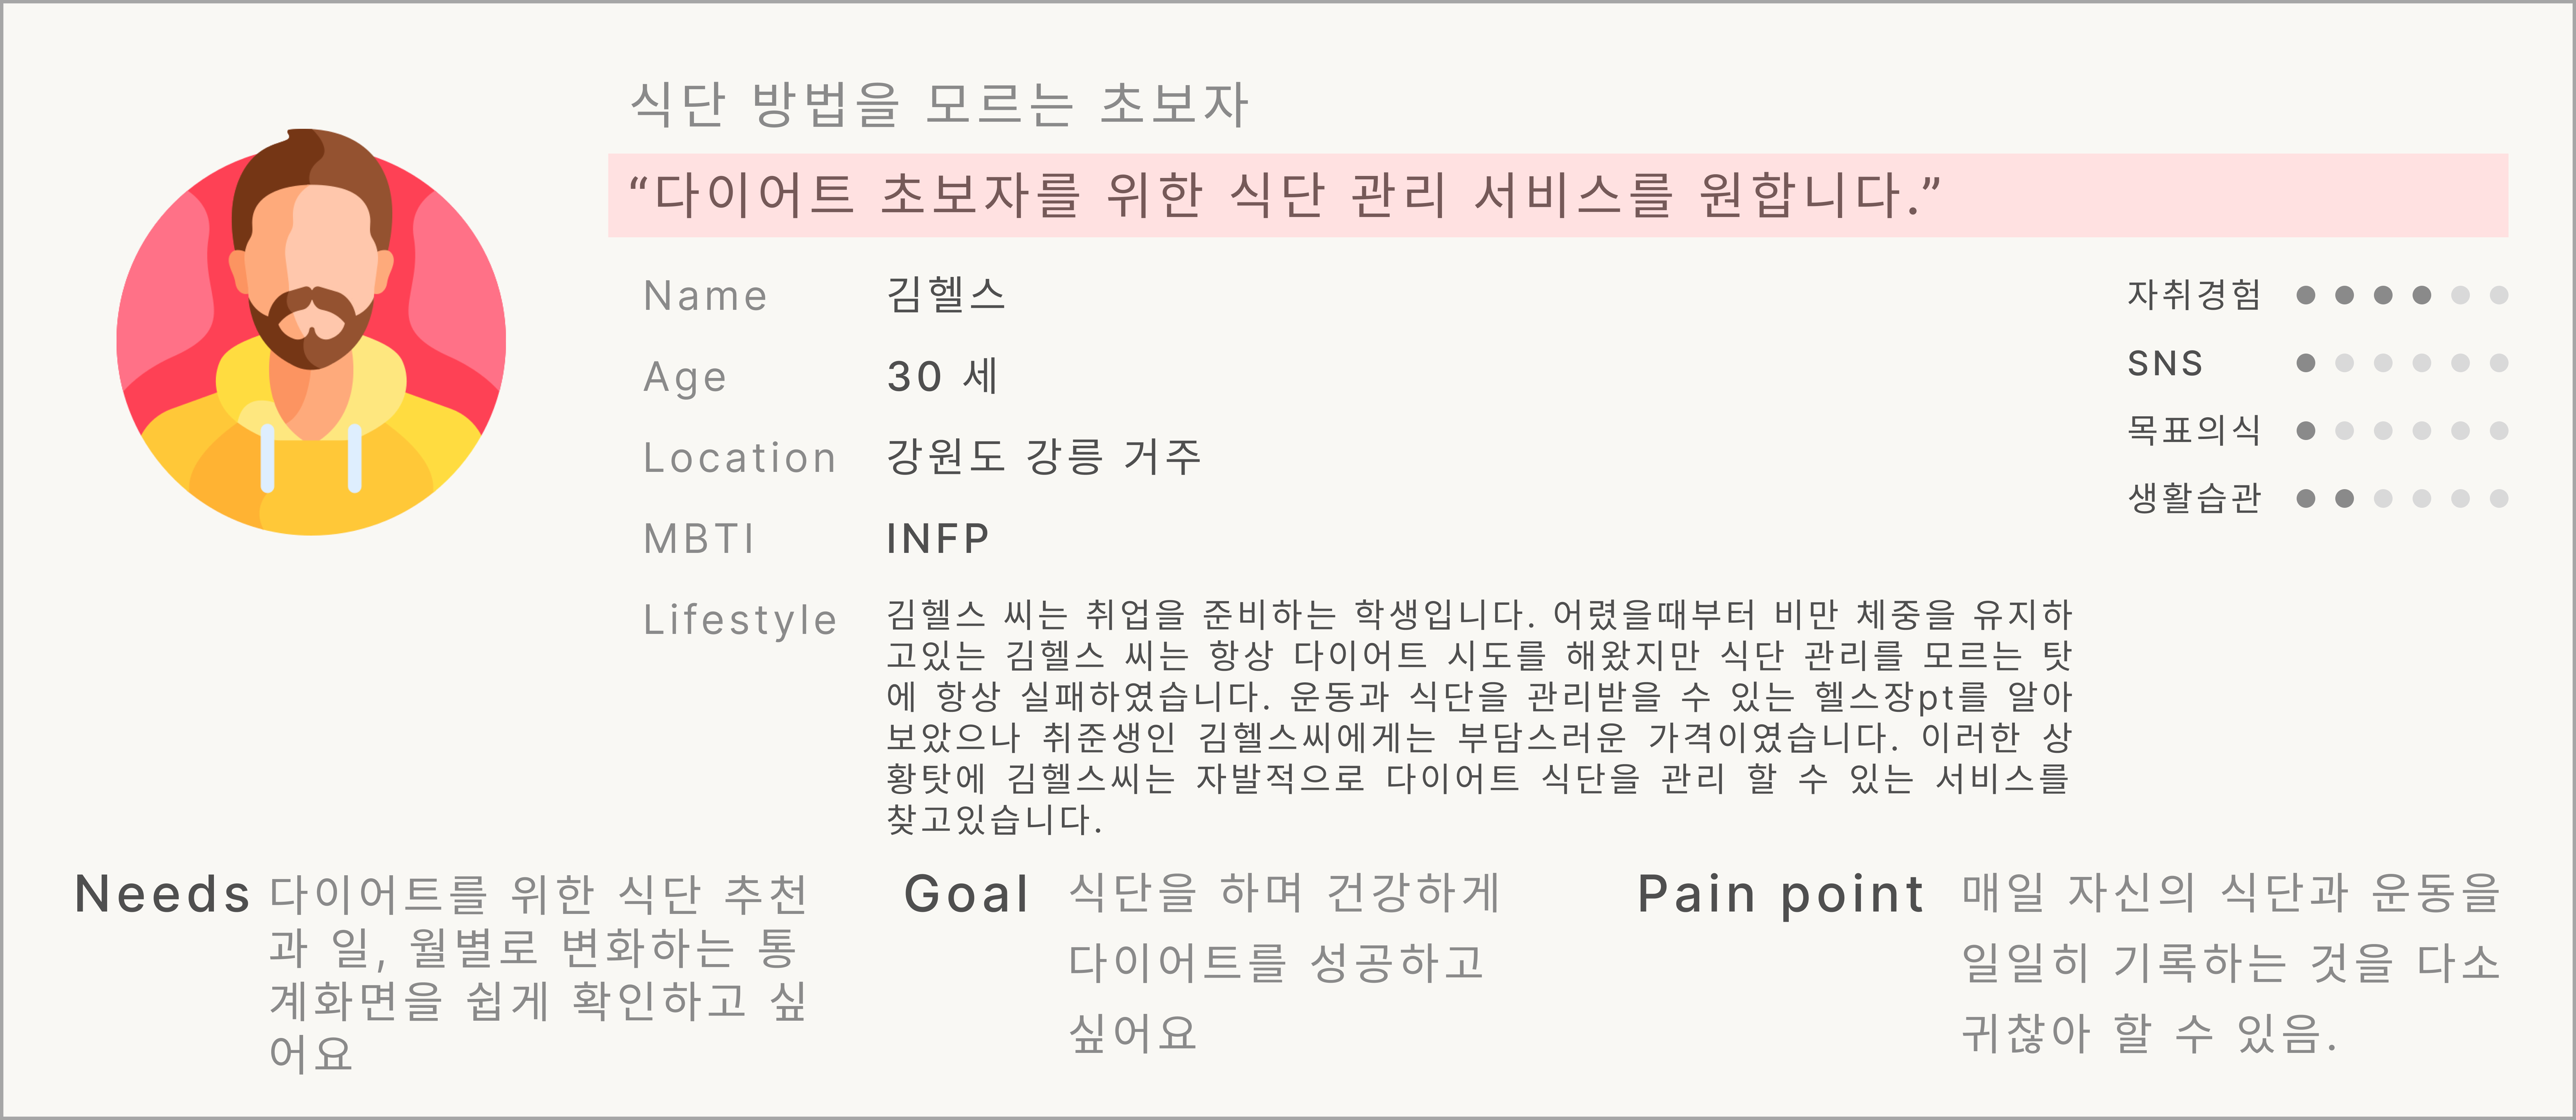 식단 방법을 모르는 초보자
“다이어트 초보자를 위한 식단 관리 서비스를 원합니다.”
Name 김헬스
Age 30 세
Location 강원도 강릉 거주
MBTI INFP
자취경험
SNS
목표의식
생활습관
Lifestyle 김헬스 씨는 취업을 준비하는 학생입니다. 어렸을때부터 비만 체중을 유지하
고있는 김헬스 씨는 항상 다이어트 시도를 해왔지만 식단 관리를 모르는 탓
에 항상 실패하였습니다. 운동과 식단을 관리받을 수 있는 헬스장pt를 알아
보았으나 취준생인 김헬스씨에게는 부담스러운 가격이였습니다. 이러한 상
황탓에 김헬스씨는 자발적으로 다이어트 식단을 관리 할 수 있는 서비스를
찾고있습니다.
Needs 다이어트를 위한 식단 추천
과 일, 월별로 변화하는 통
계화면을 쉽게 확인하고 싶
어요
Goal 식단을 하며 건강하게
다이어트를 성공하고
싶어요
Pain point 매일 자신의 식단과 운동을
일일히 기록하는 것을 다소
귀찮아 할 수 있음.